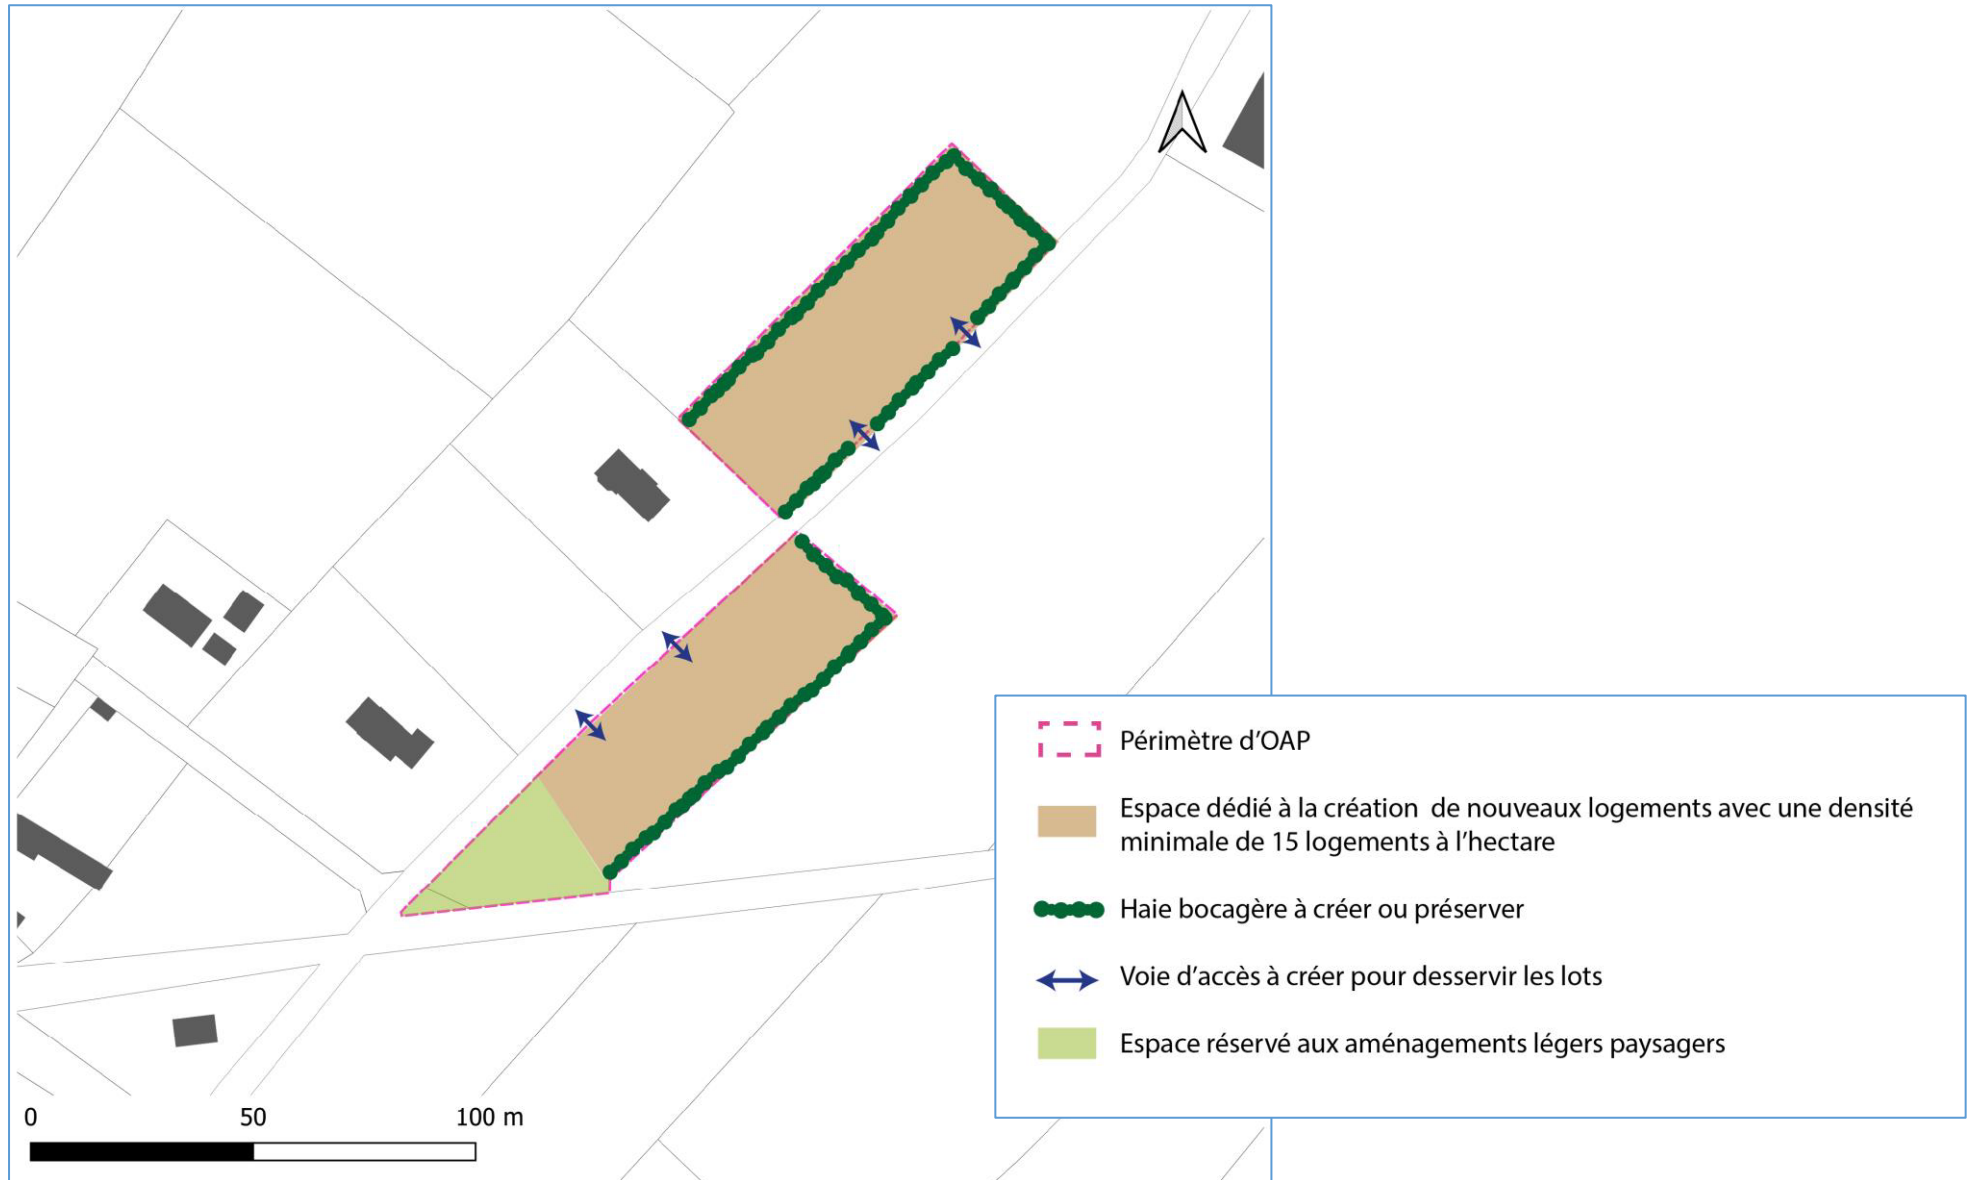 Périmètre d'OAP
Espace dédié à la création  de nouveaux logements avec une densité
minimale de 15 logements à l'hectare
Haie bocagère à créer ou préserver
Voie d'accès à créer pour desservir les lots
Espace réservé aux aménagements légers paysagers
0 50 100 m